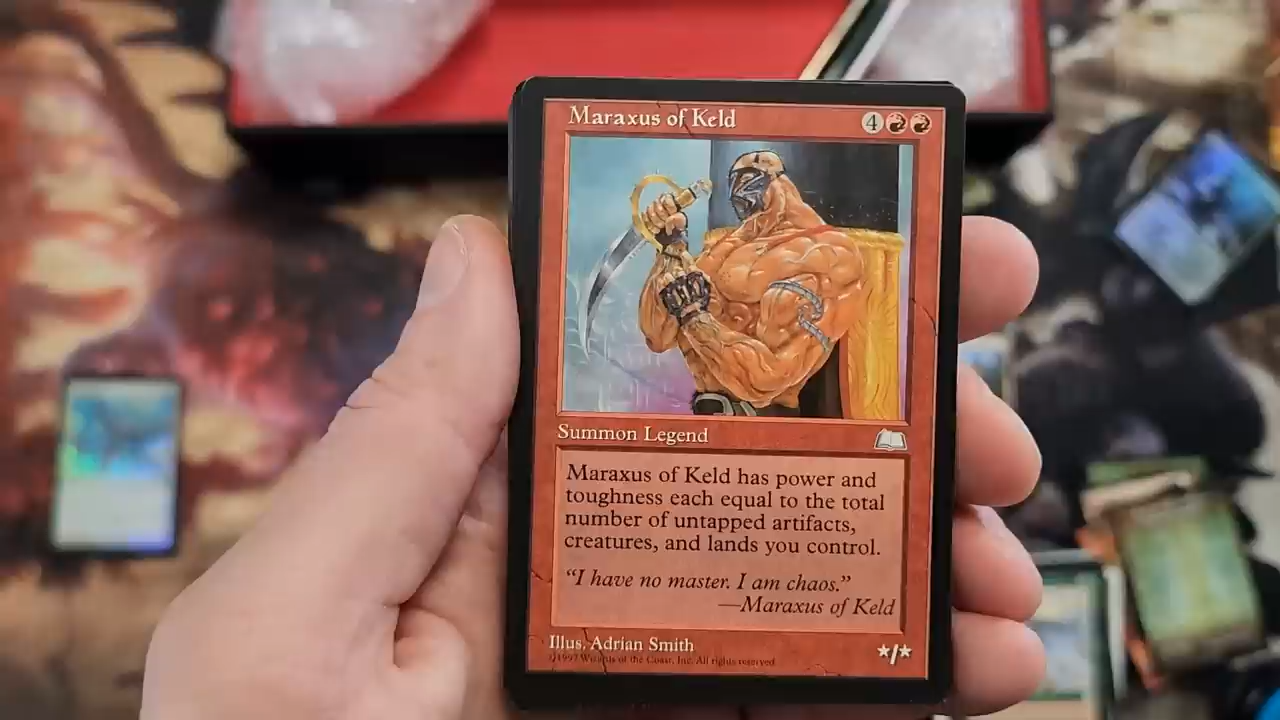 Maraxus of Keld 4
Summon Legend
Maraxus of Keld has power and
toughness each equal to the total
number of untapped artifacts,
creatures, and lands you control.
“I have no master. I am chaos.”
—Maraxus of Keld
Illus. Adrian Smith
©1997 Wizards of the Coast, Inc. All rights reserved.
★/★